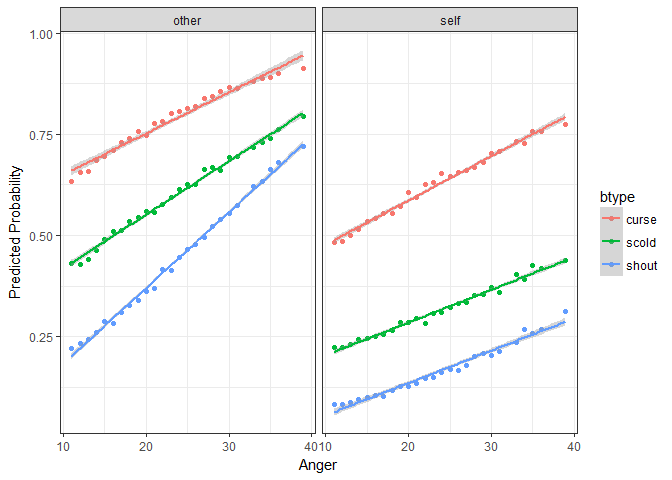 other self
1.00
0.75
0.50
0.25
Predicted Probability
10 20 30 40 10 20 30 40
Anger
btype
curse
scold
shout